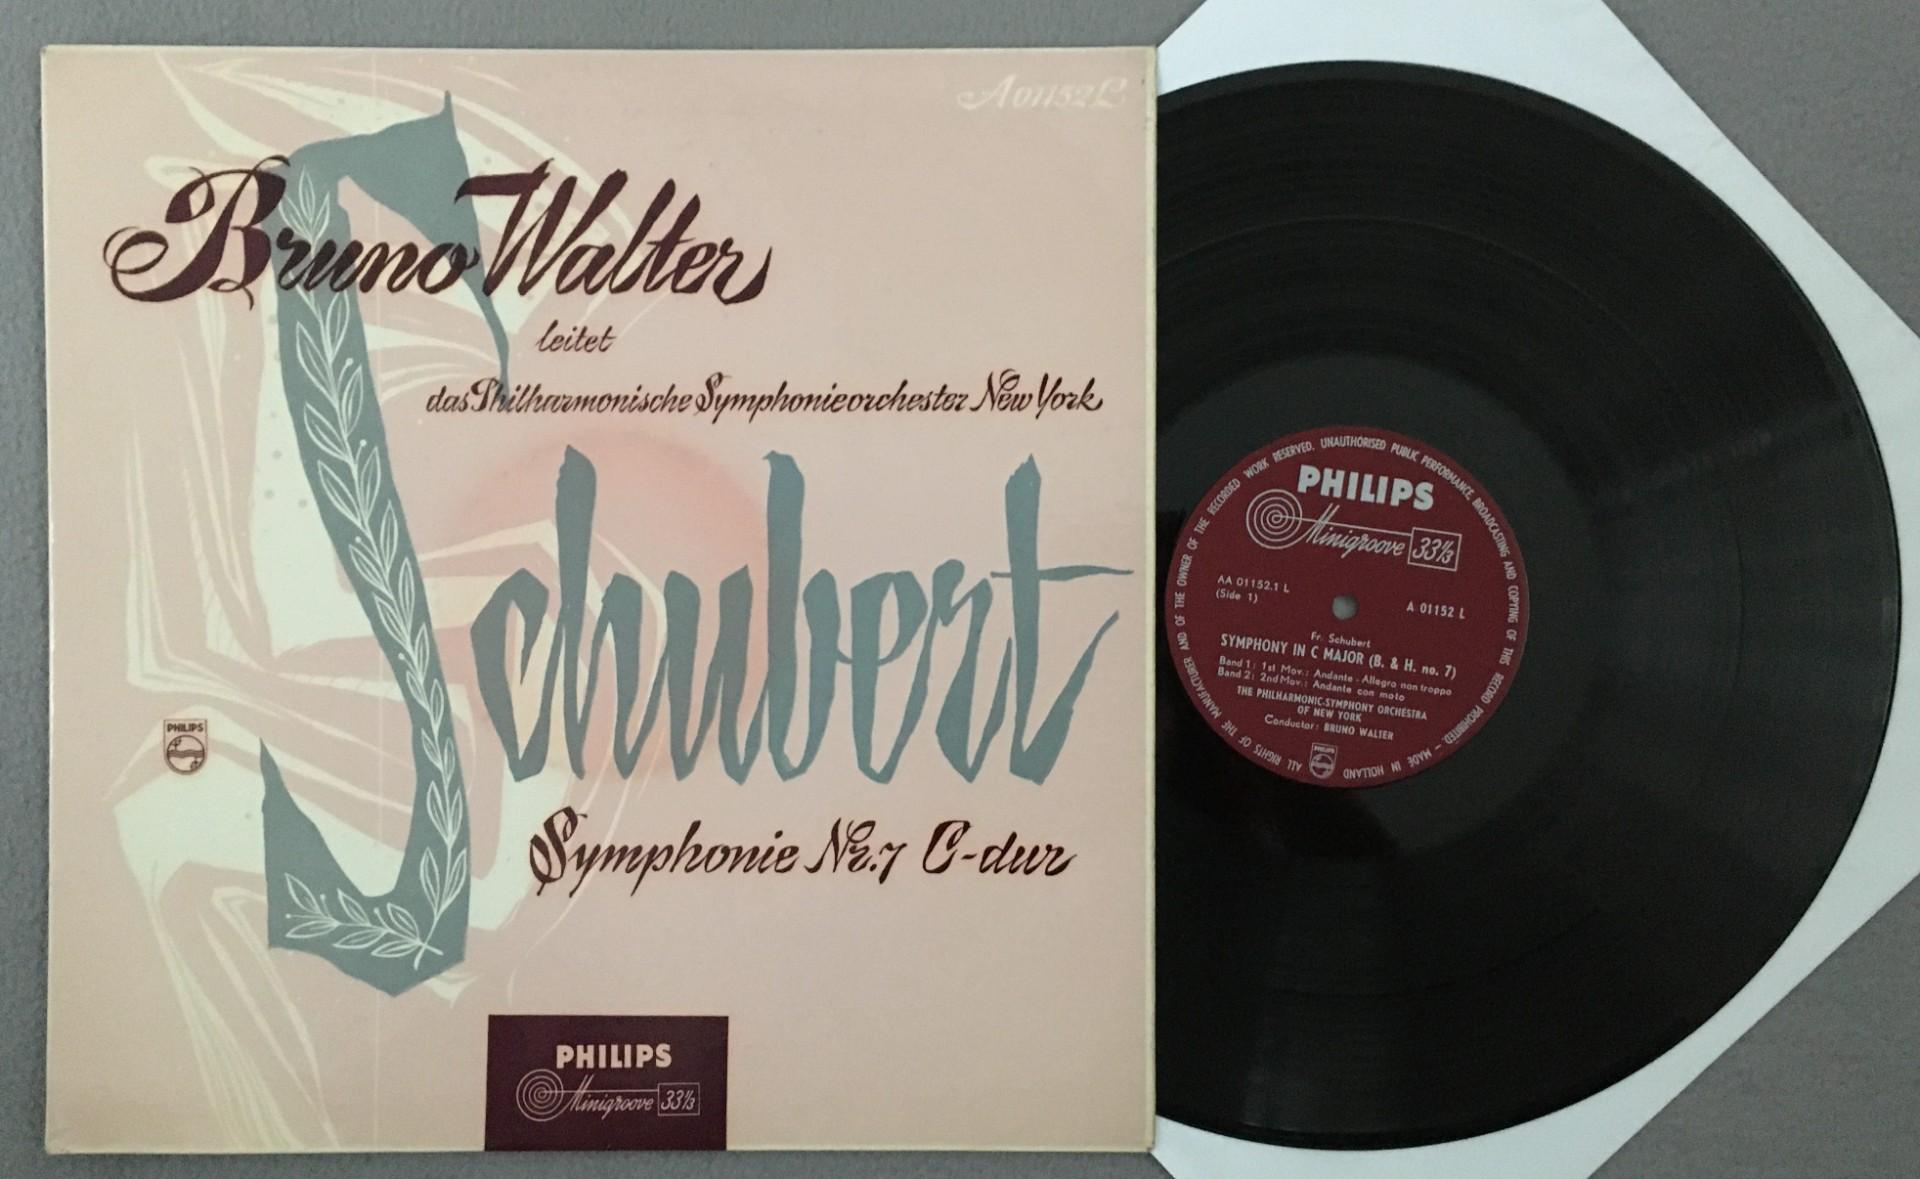 A 01152 L
Bruno Walter
leitet
das Philharmonische Symphonieorchester New York
Schubert
Symphonie Nr. 7 C-dur
PHILIPS
PHILIPS
Minigroove 33⅓
ALL RIGHTS OF THE MANUFACTURER AND OF THE OWNER OF THE RECORDED WORK RESERVED. UNAUTHORISED PUBLIC PERFORMANCE BROADCASTING AND COPYING OF THIS RECORD PROHIBITED. - MADE IN HOLLAND
PHILIPS
Minigroove 33⅓
AA 01152.1 L
(Side 1)
A 01152 L
Fr. Schubert
SYMPHONY IN C MAJOR (B. & H. no. 7)
Band 1: 1st Mov.: Andante - Allegro non troppo
Band 2: 2nd Mov.: Andante con moto
THE PHILHARMONIC-SYMPHONY ORCHESTRA
OF NEW YORK
Conductor: BRUNO WALTER
PHILIPS